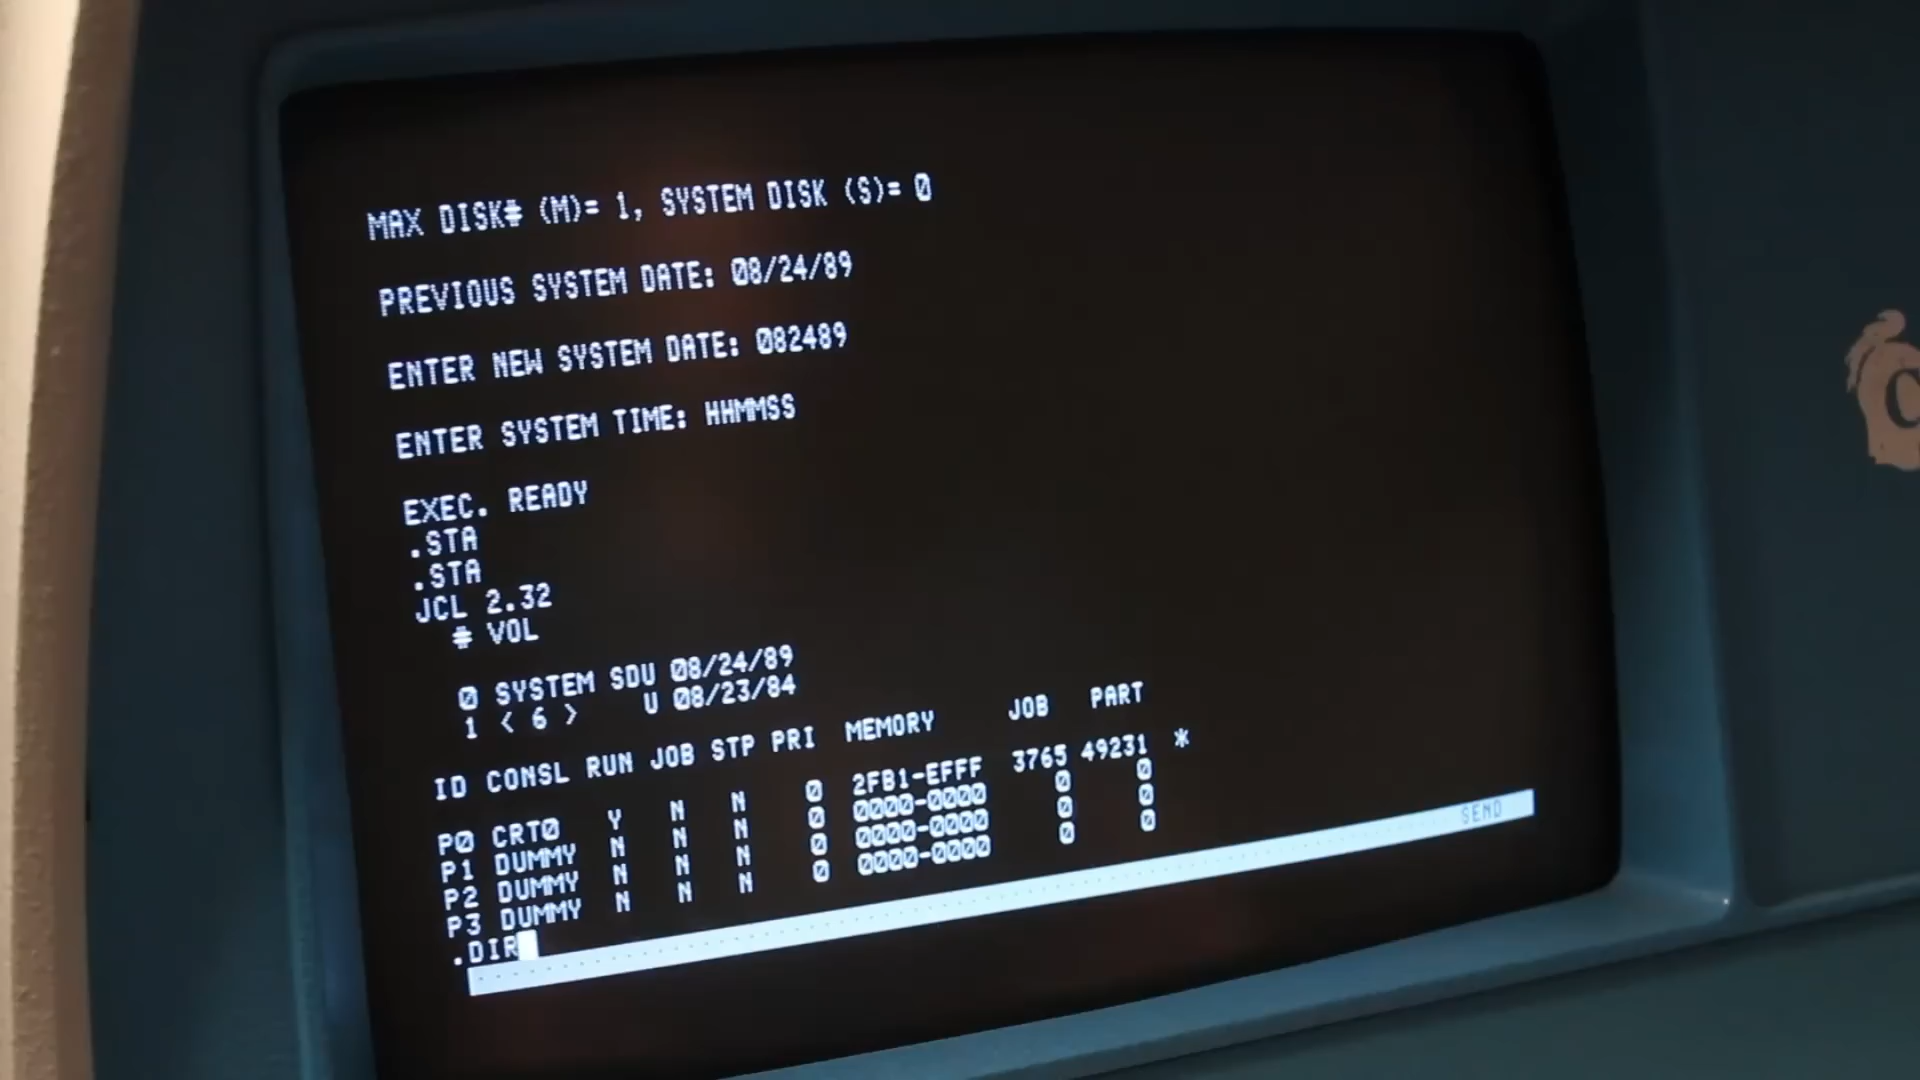 MAX DISK# (M)= 1, SYSTEM DISK (S)= 0
PREVIOUS SYSTEM DATE: 08/24/89
ENTER NEW SYSTEM DATE: 082489
ENTER SYSTEM TIME: HHMMSS
EXEC. READY
.STA
.STA
JCL 2.32
# VOL
0 SYSTEM SDU 08/24/89
1 < 6 > U 08/23/84
ID CONSL RUN JOB STP PRI MEMORY JOB PART
P0 CRT0 Y N N 0 2FB1-EFFF 3765 49231 *
P1 DUMMY N N N 0 0000-0000 0 0
P2 DUMMY N N N 0 0000-0000 0 0
P3 DUMMY N N N 0 0000-0000 0 0
.DIR
SEND